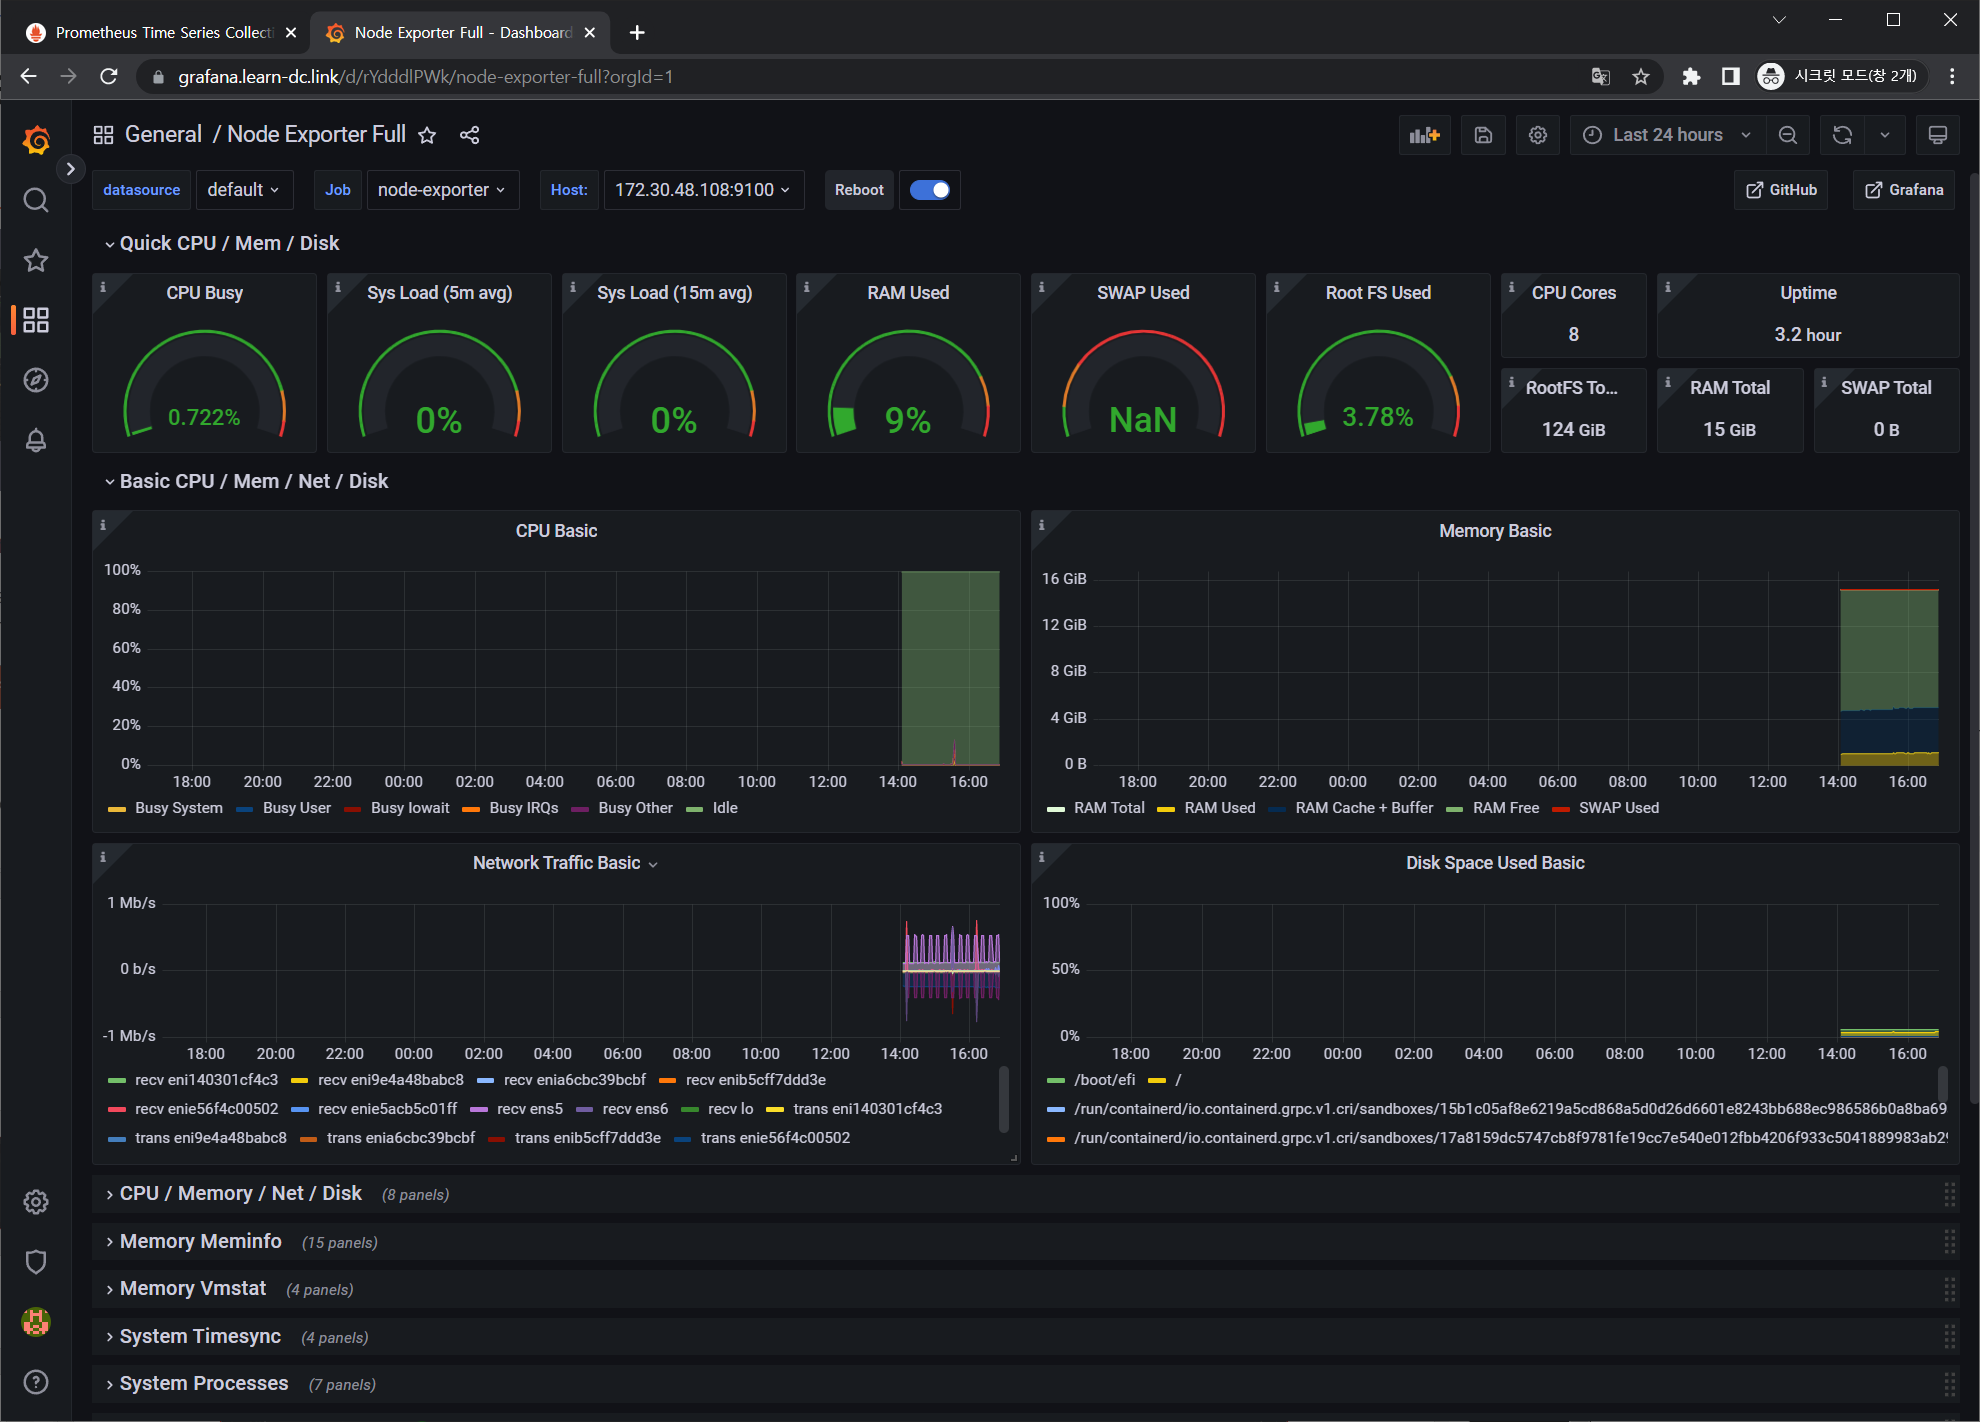 Prometheus Time Series Collecti
Node Exporter Full - Dashboard
grafana.learn-dc.link/d/rYdddlPWk/node-exporter-full?orgId=1
시크릿 모드(창 2개)
General / Node Exporter Full
Last 24 hours
datasource default Job node-exporter Host: 172.30.48.108:9100 Reboot GitHub Grafana
Quick CPU / Mem / Disk
CPU Busy
0.722%
Sys Load (5m avg)
0%
Sys Load (15m avg)
0%
RAM Used
9%
SWAP Used
NaN
Root FS Used
3.78%
CPU Cores
8
Uptime
3.2 hour
RootFS To...
124 GiB
RAM Total
15 GiB
SWAP Total
0 B
Basic CPU / Mem / Net / Disk
CPU Basic
100%
80%
60%
40%
20%
0%
18:00 20:00 22:00 00:00 02:00 04:00 06:00 08:00 10:00 12:00 14:00 16:00
Busy System Busy User Busy Iowait Busy IRQs Busy Other Idle
Memory Basic
16 GiB
12 GiB
8 GiB
4 GiB
0 B
18:00 20:00 22:00 00:00 02:00 04:00 06:00 08:00 10:00 12:00 14:00 16:00
RAM Total RAM Used RAM Cache + Buffer RAM Free SWAP Used
Network Traffic Basic
1 Mb/s
0 b/s
-1 Mb/s
18:00 20:00 22:00 00:00 02:00 04:00 06:00 08:00 10:00 12:00 14:00 16:00
recv eni140301cf4c3 recv eni9e4a48babc8 recv enia6cbc39bcbf recv enib5cff7ddd3e
recv enie56f4c00502 recv enie5acb5c01ff recv ens5 recv ens6 recv lo trans eni140301cf4c3
trans eni9e4a48babc8 trans enia6cbc39bcbf trans enib5cff7ddd3e trans enie56f4c00502
Disk Space Used Basic
100%
50%
0%
18:00 20:00 22:00 00:00 02:00 04:00 06:00 08:00 10:00 12:00 14:00 16:00
/boot/efi /
/run/containerd/io.containerd.grpc.v1.cri/sandboxes/15b1c05af8e6219a5cd868a5d0d26d6601e8243bb688ec986586b0a8ba69
/run/containerd/io.containerd.grpc.v1.cri/sandboxes/17a8159dc5747cb8f9781fe19cc7e540e012fbb4206f933c5041889983ab29
CPU / Memory / Net / Disk (8 panels)
Memory Meminfo (15 panels)
Memory Vmstat (4 panels)
System Timesync (4 panels)
System Processes (7 panels)